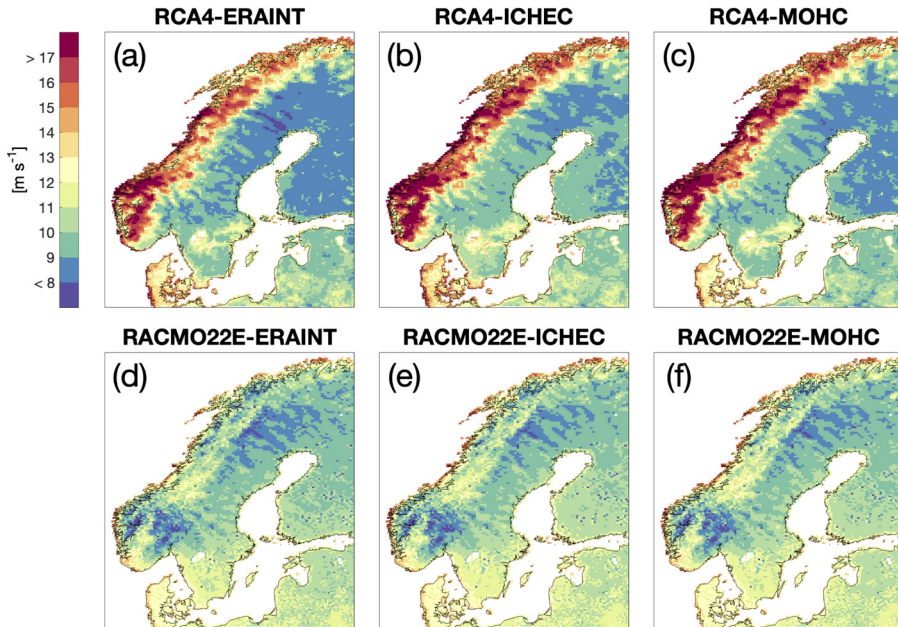 RCA4-ERAINT
RCA4-ICHEC
RCA4-MOHC
(a)
(b)
(c)
> 17
16
15
14
13
12
11
10
9
< 8
[m s⁻¹]
RACMO22E-ERAINT
RACMO22E-ICHEC
RACMO22E-MOHC
(d)
(e)
(f)